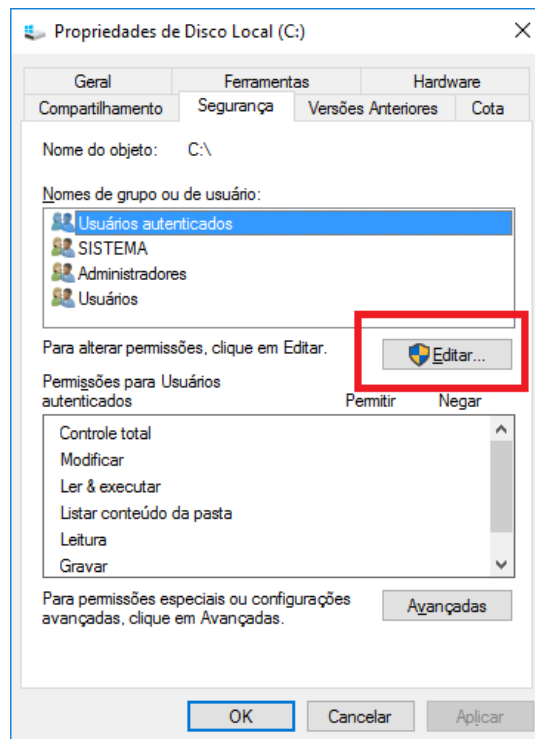 Propriedades de Disco Local (C:)
Geral Ferramentas Hardware
Compartilhamento Segurança Versões Anteriores Cota
Nome do objeto: C:\
Nomes de grupo ou de usuário:
Usuários autenticados
SISTEMA
Administradores
Usuários
Para alterar permissões, clique em Editar. Editar...
Permissões para Usuários
autenticados Permitir Negar
Controle total
Modificar
Ler & executar
Listar conteúdo da pasta
Leitura
Gravar
Para permissões especiais ou configurações
avançadas, clique em Avançadas. Avançadas
OK Cancelar Aplicar